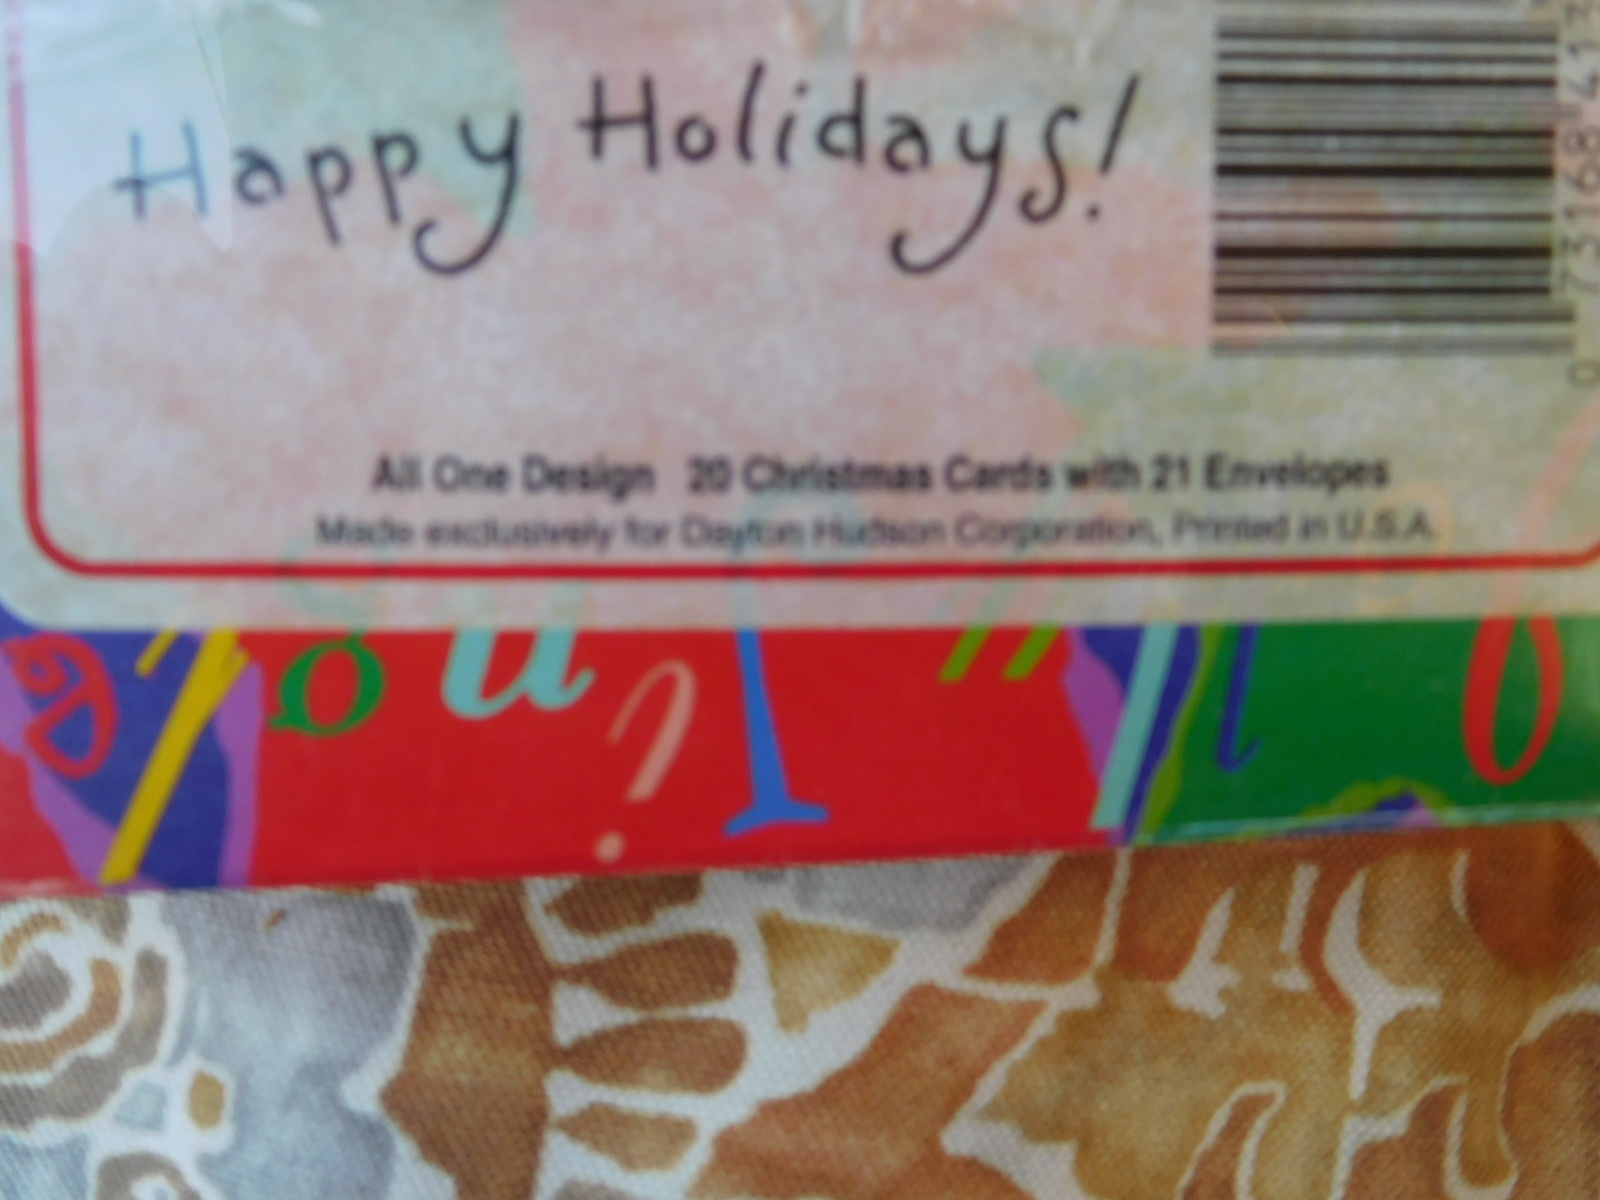 Happy Holidays!
All One Design 20 Christmas Cards with 21 Envelopes
Made exclusively for Dayton Hudson Corporation, Printed in U.S.A.